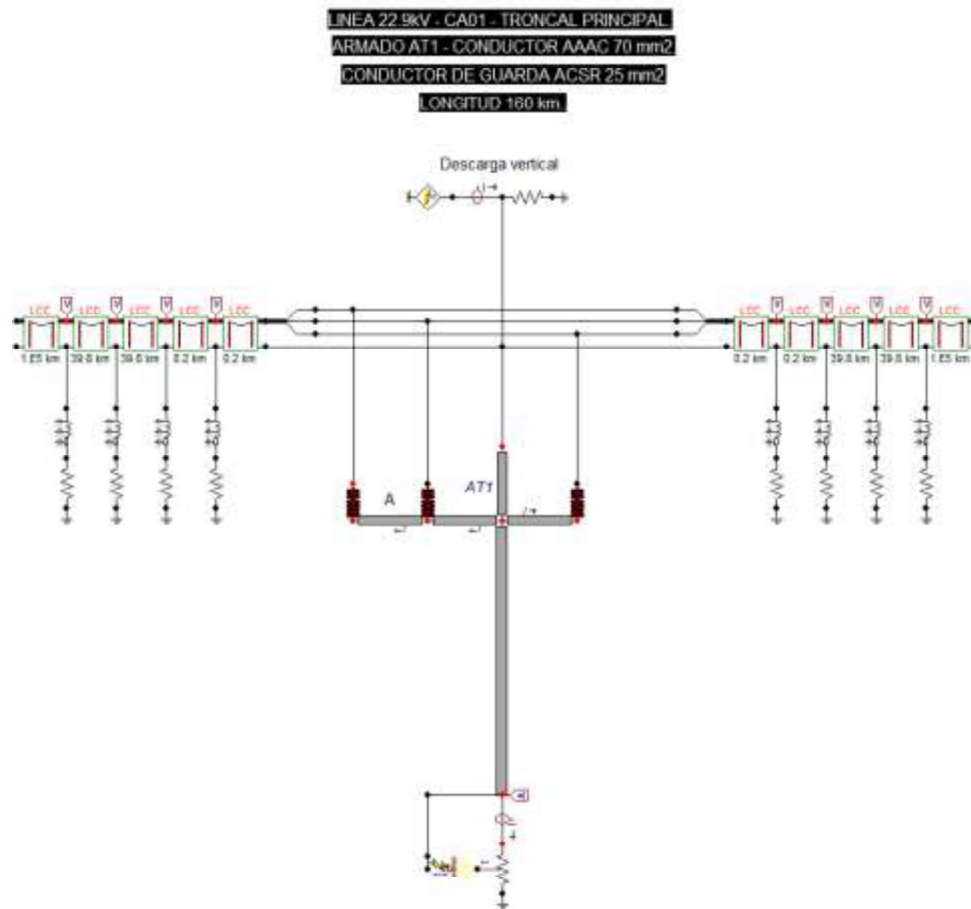 LINEA 22.9kV - CA01 - TRONCAL PRINCIPAL
ARMADO AT1 - CONDUCTOR AAAC 70 mm2
CONDUCTOR DE GUARDA ACSR 25 mm2
LONGITUD 160 km
Descarga vertical
V V V V V V V V
LCC LCC LCC LCC LCC LCC LCC LCC LCC LCC
1.E5 km 39.8 km 39.8 km 0.2 km 0.2 km 0.2 km 0.2 km 39.8 km 39.8 km 1.E5 km
A
AT1